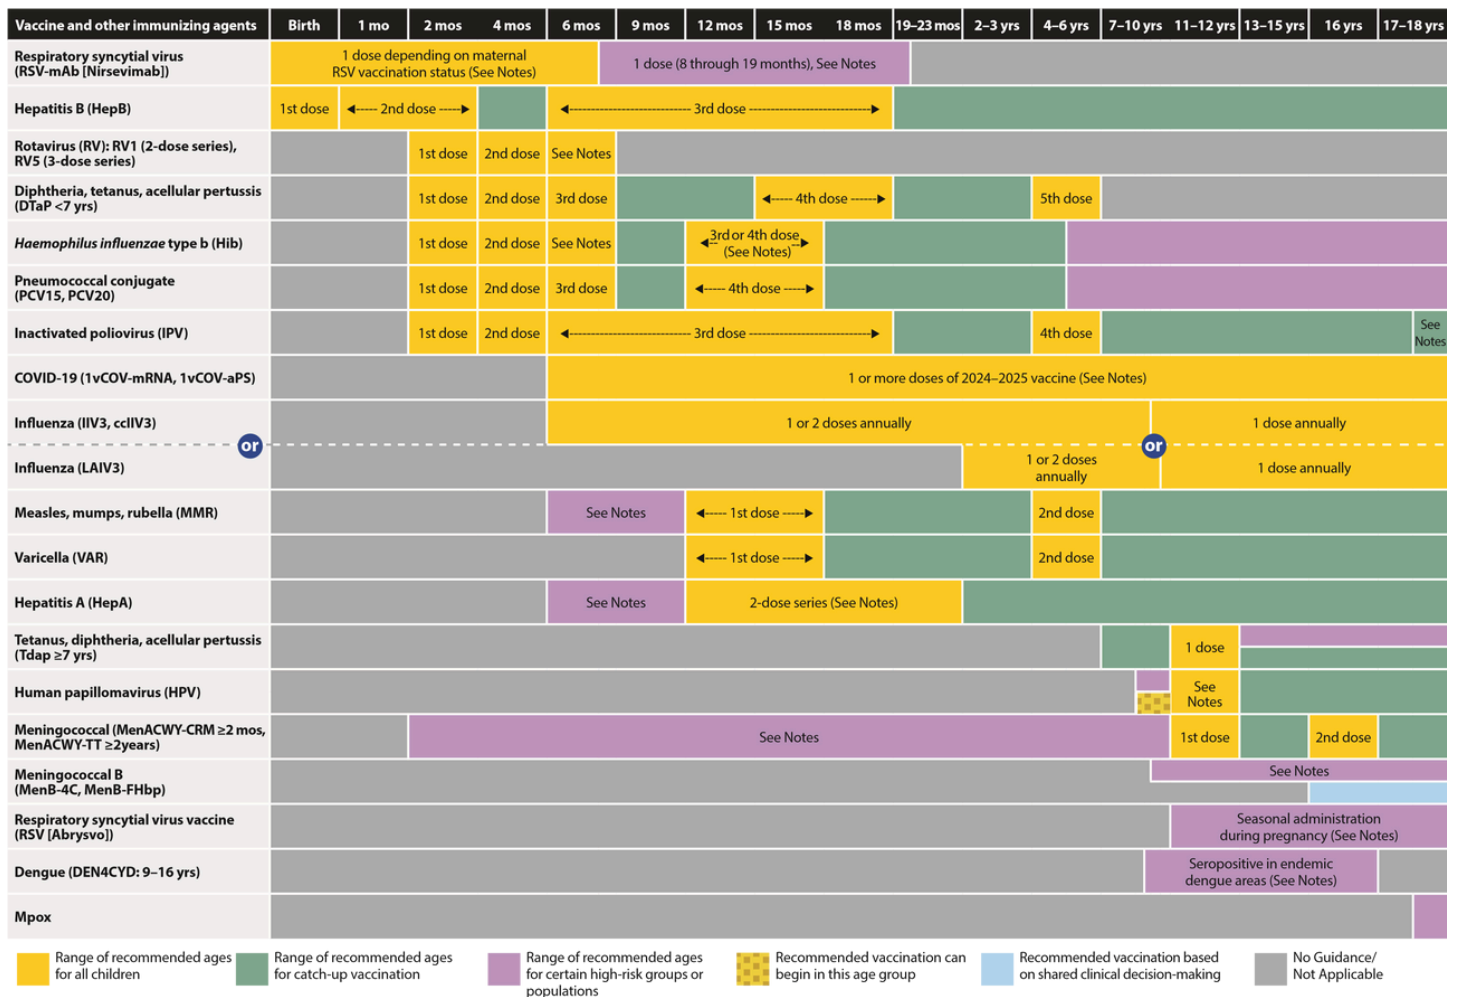 Vaccine and other immunizing agents Birth 1 mo 2 mos 4 mos 6 mos 9 mos 12 mos 15 mos 18 mos 19–23 mos 2–3 yrs 4–6 yrs 7–10 yrs 11–12 yrs 13–15 yrs 16 yrs 17–18 yrs
Respiratory syncytial virus
(RSV-mAb [Nirsevimab])
1 dose depending on maternal
RSV vaccination status (See Notes)
1 dose (8 through 19 months), See Notes
Hepatitis B (HepB) 1st dose 2nd dose 3rd dose
Rotavirus (RV): RV1 (2-dose series),
RV5 (3-dose series)
1st dose 2nd dose See Notes
Diphtheria, tetanus, acellular pertussis
(DTaP <7 yrs)
1st dose 2nd dose 3rd dose 4th dose 5th dose
Haemophilus influenzae type b (Hib) 1st dose 2nd dose See Notes
3rd or 4th dose
(See Notes)
Pneumococcal conjugate
(PCV15, PCV20)
1st dose 2nd dose 3rd dose 4th dose
Inactivated poliovirus (IPV) 1st dose 2nd dose 3rd dose 4th dose
See
Notes
COVID-19 (1vCOV-mRNA, 1vCOV-aPS) 1 or more doses of 2024–2025 vaccine (See Notes)
Influenza (IIV3, ccIIV3) 1 or 2 doses annually 1 dose annually
or or
Influenza (LAIV3)
1 or 2 doses
annually
1 dose annually
Measles, mumps, rubella (MMR) See Notes 1st dose 2nd dose
Varicella (VAR) 1st dose 2nd dose
Hepatitis A (HepA) See Notes 2-dose series (See Notes)
Tetanus, diphtheria, acellular pertussis
(Tdap ≥7 yrs)
1 dose
Human papillomavirus (HPV)
See
Notes
Meningococcal (MenACWY-CRM ≥2 mos,
MenACWY-TT ≥2years)
See Notes 1st dose 2nd dose
Meningococcal B
(MenB-4C, MenB-FHbp)
See Notes
Respiratory syncytial virus vaccine
(RSV [Abrysvo])
Seasonal administration
during pregnancy (See Notes)
Dengue (DEN4CYD: 9–16 yrs)
Seropositive in endemic
dengue areas (See Notes)
Mpox
Range of recommended ages
for all children
Range of recommended ages
for catch-up vaccination
Range of recommended ages
for certain high-risk groups or
populations
Recommended vaccination can
begin in this age group
Recommended vaccination based
on shared clinical decision-making
No Guidance/
Not Applicable